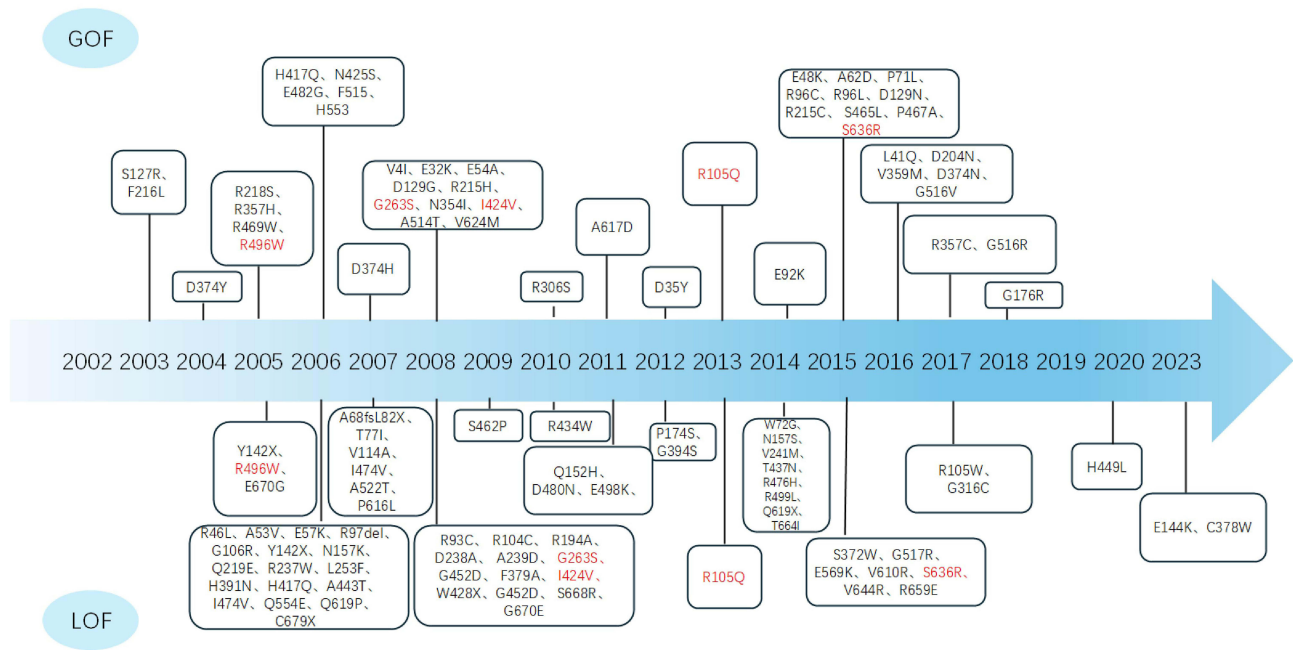 GOF
S127R、
F216L
D374Y
R218S、
R357H、
R469W、
R496W
H417Q、N425S、
E482G、F515、
H553
D374H
V4I、E32K、E54A、
D129G、R215H、
G263S、N354I、I424V、
A514T、V624M
R306S
A617D
D35Y
R105Q
E92K
E48K、A62D、P71L、
R96C、R96L、D129N、
R215C、S465L、P467A、
S636R
L41Q、D204N、
V359M、D374N、
G516V
R357C、G516R
G176R
2002 2003 2004 2005 2006 2007 2008 2009 2010 2011 2012 2013 2014 2015 2016 2017 2018 2019 2020 2023
Y142X、
R496W、
E670G
R46L、A53V、E57K、R97del、
G106R、Y142X、N157K、
Q219E、R237W、L253F、
H391N、H417Q、A443T、
I474V、Q554E、Q619P、
C679X
A68fsL82X、
T77I、
V114A、
I474V、
A522T、
P616L
R93C、R104C、R194A、
D238A、A239D、G263S、
G452D、F379A、I424V、
W428X、G452D、S668R、
G670E
S462P
R434W
Q152H、
D480N、E498K、
P174S、
G394S
R105Q
W72G、
N157S、
V241M、
T437N、
R476H、
R499L、
Q619X、
T664I
S372W、G517R、
E569K、V610R、S636R、
V644R、R659E
R105W、
G316C
H449L
E144K、C378W
LOF